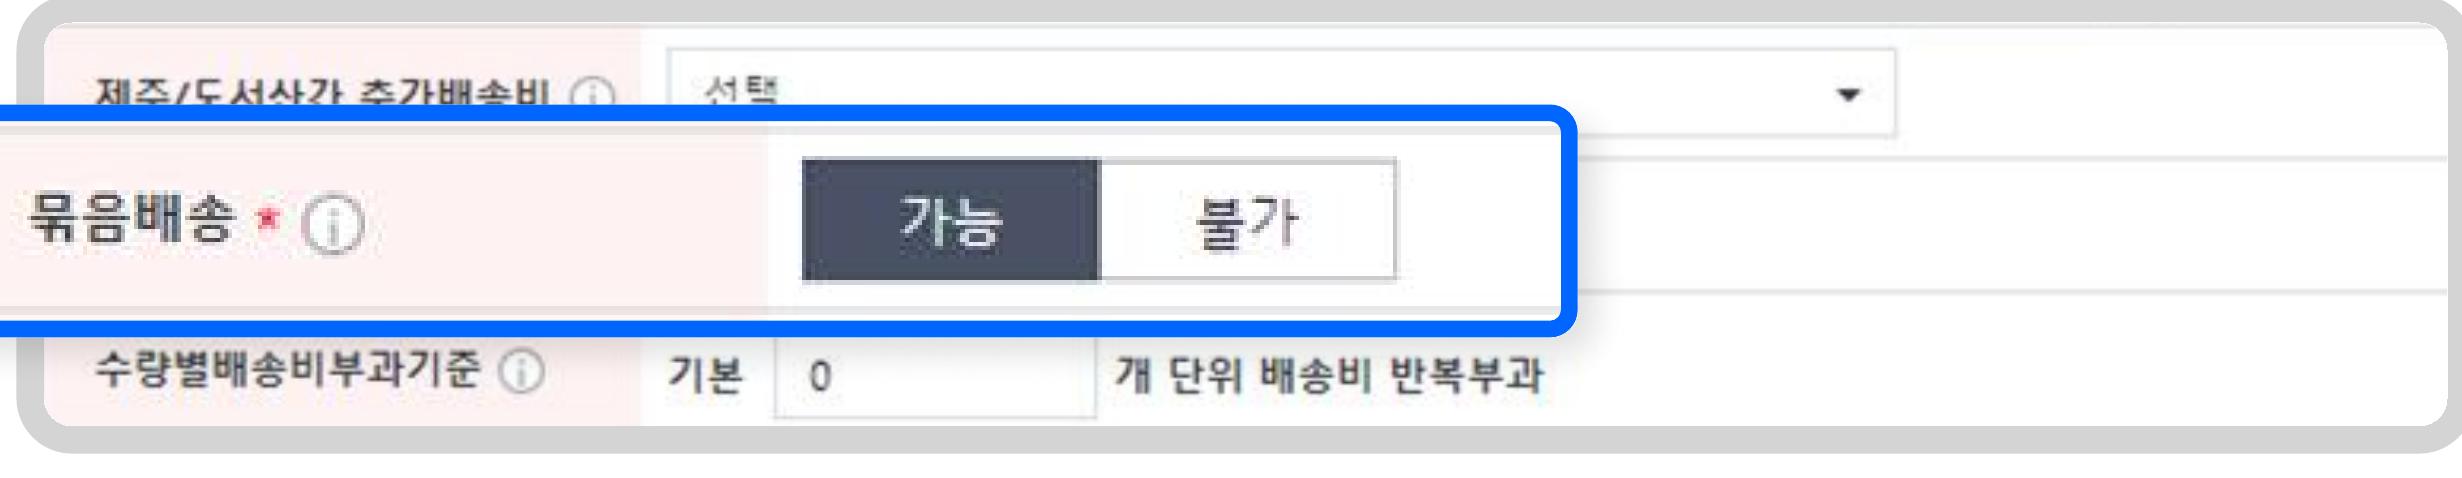 제주/도서산간 추가배송비 ⓘ 선택
묶음배송 * ⓘ 가능 불가
수량별배송비부과기준 ⓘ 기본 0 개 단위 배송비 반복부과